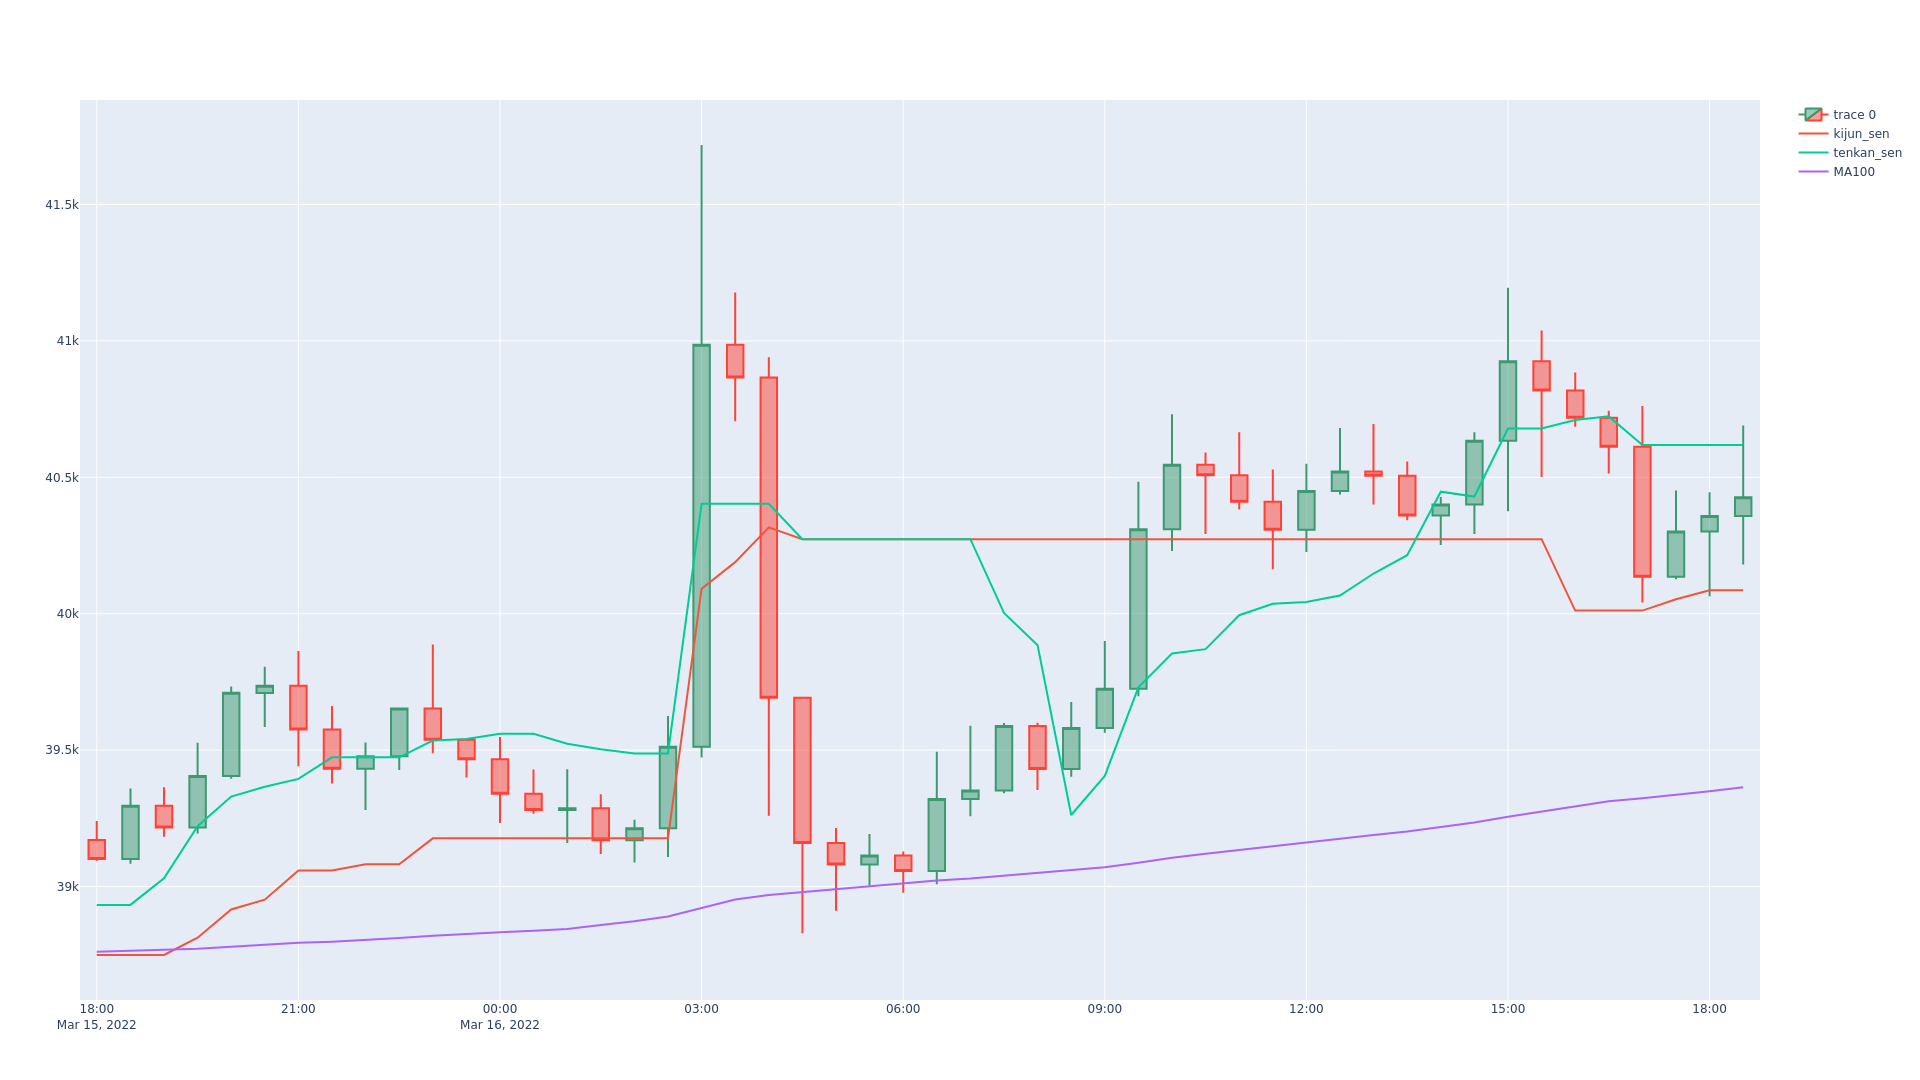 trace 0
kijun_sen
tenkan_sen
MA100
41.5k
41k
40.5k
40k
39.5k
39k
18:00 21:00 00:00 03:00 06:00 09:00 12:00 15:00 18:00
Mar 15, 2022 Mar 16, 2022